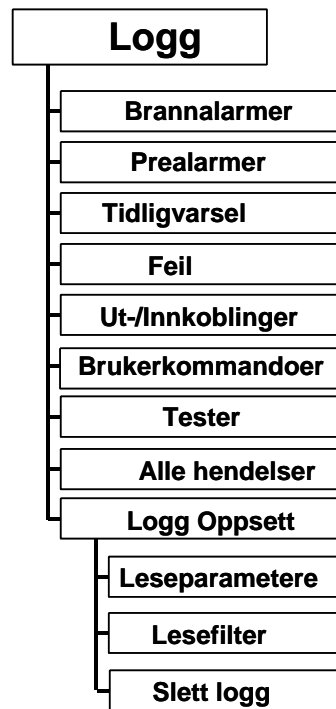 Logg
Brannalarmer
Prealarmer
Tidligvarsel
Feil
Ut-/Innkoblinger
Brukerkommandoer
Tester
Alle hendelser
Logg Oppsett
Leseparametere
Lesefilter
Slett logg